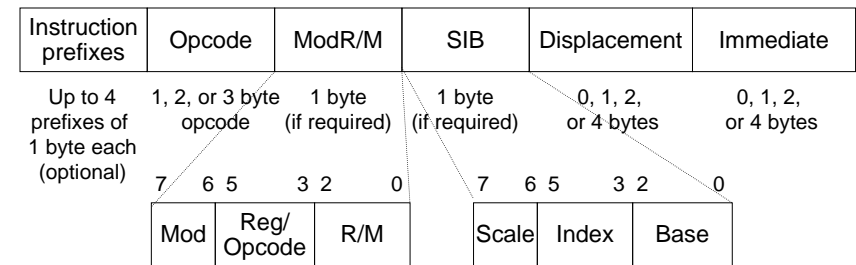 Instruction prefixes Opcode ModR/M SIB Displacement Immediate
Up to 4 prefixes of 1 byte each (optional)
1, 2, or 3 byte opcode
1 byte (if required)
1 byte (if required)
0, 1, 2, or 4 bytes
0, 1, 2, or 4 bytes
7 6 5 3 2 0 7 6 5 3 2 0
Mod Reg/ Opcode R/M Scale Index Base